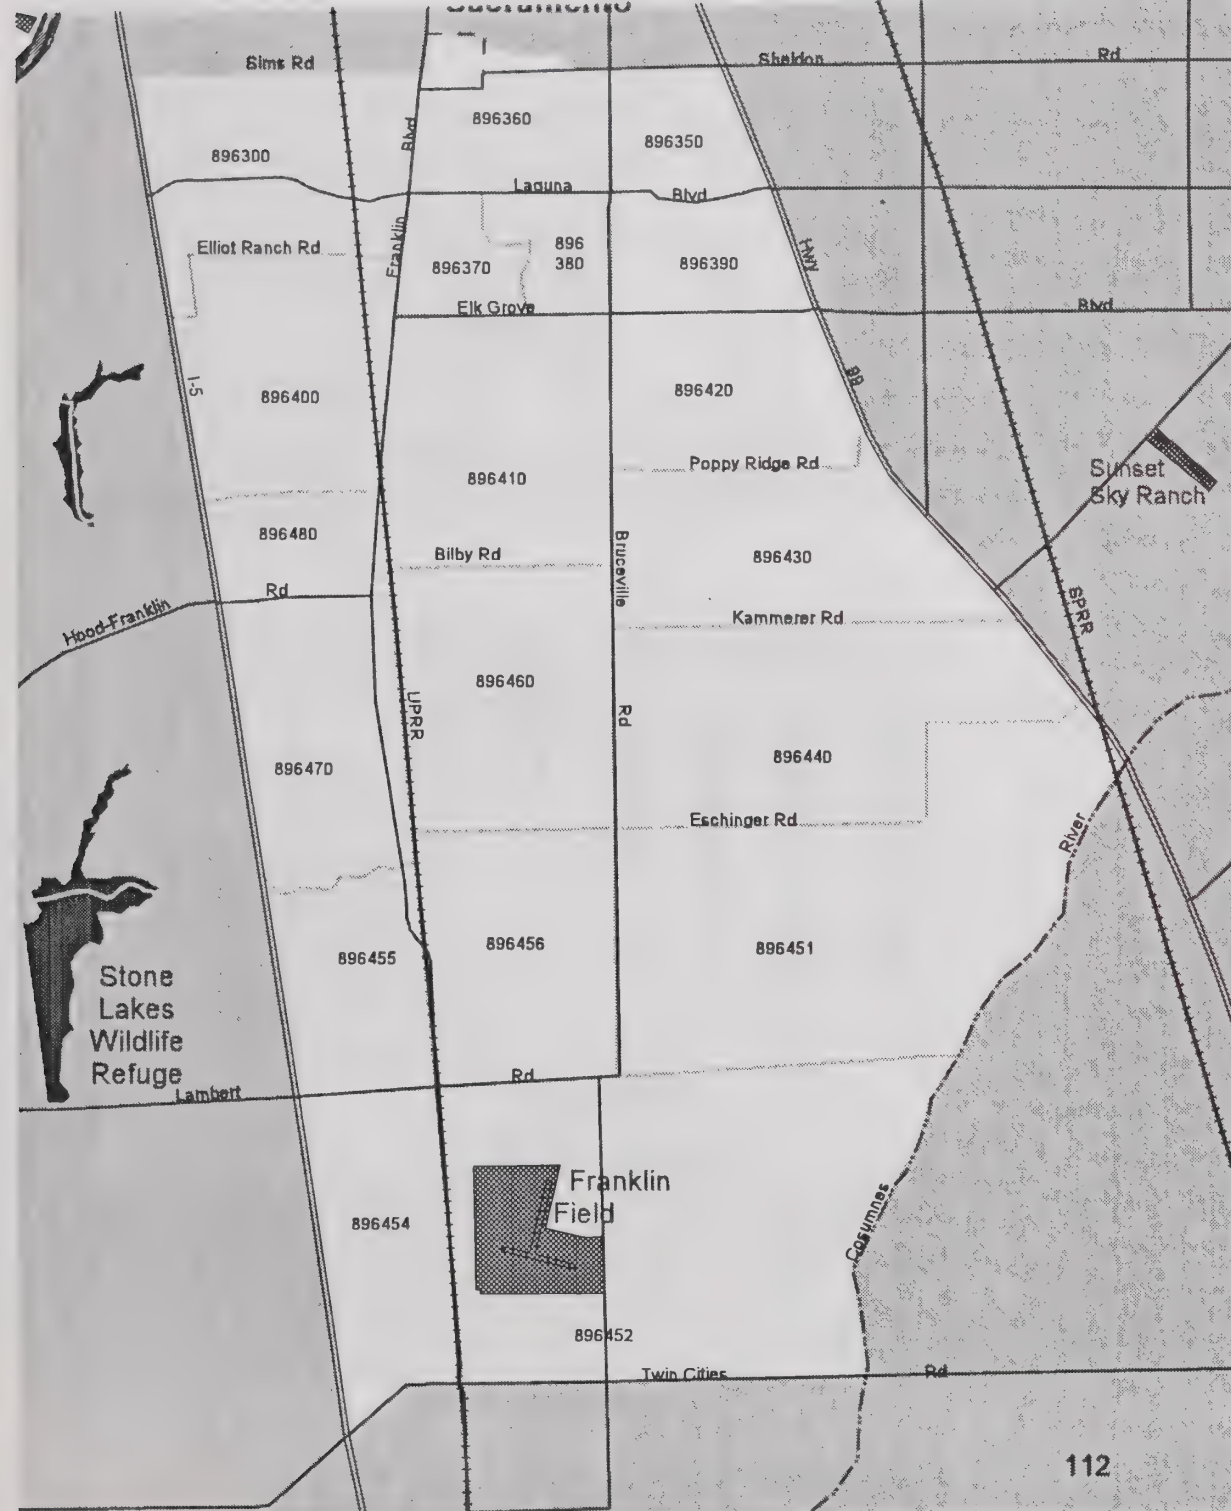 Sacramento
Sims Rd
Sheldon Rd
896360
896350
896300
Blvd
Laguna Blvd
Elliot Ranch Rd
Franklin
896370
896
380
896390
HWY
Elk Grove Blvd
I-5
896400
896420
99
Poppy Ridge Rd
Sunset
Sky Ranch
896410
896480
Bilby Rd
Bruceville
896430
Hood-Franklin Rd
Kammerer Rd
SPRR
896460
UPRR
Rd
896470
896440
Eschinger Rd
River
896455
896456
896451
Stone
Lakes
Wildlife
Refuge
Lambert Rd
Franklin
Field
896454
Cosumnes
896452
Twin Cities Rd
112